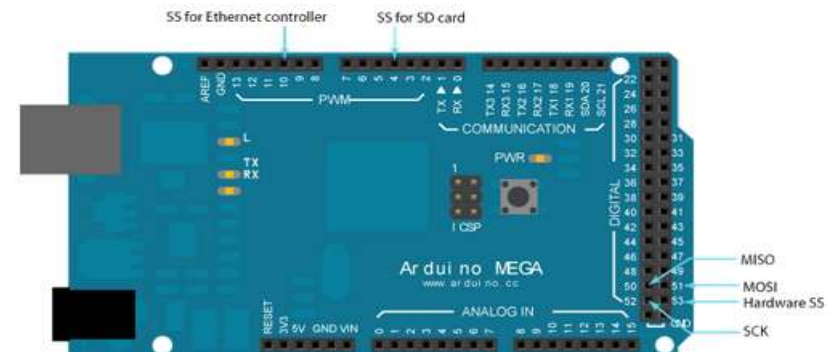 SS for Ethernet controller
SS for SD card
AREF
GND
13
12
11
10
9
8
7
6
5
4
3
2
1
0
PWM
TX
RX
TX3 14
RX3 15
TX2 16
RX2 17
TX1 18
RX1 19
SDA 20
SCL 21
COMMUNICATION
L
TX
RX
PWR
1
ICSP
Arduino MEGA
www.arduino.cc
DIGITAL
22
24
26
28
30 31
32 33
34 35
36 37
38 39
40 41
42 43
44 45
46 47
48 49
50 51
52 53
GND
MISO
MOSI
Hardware SS
SCK
ANALOG IN
RESET
3V3
5V
GND
VIN
0
1
2
3
4
5
6
7
8
9
10
11
12
13
14
15